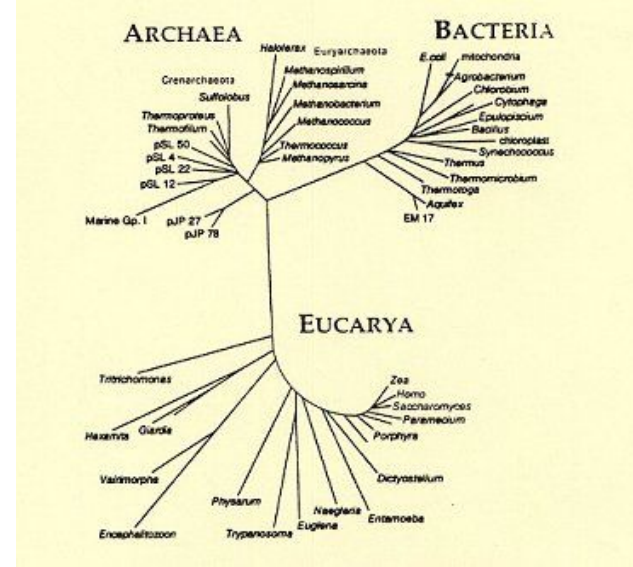 ARCHAEA
BACTERIA
Haloferax
Euryarchaeota
Methanospirillum
Methanosarcina
Methanobacterium
Methanococcus
Thermococcus
Methanopyrus
Crenarchaeota
Sulfolobus
Thermoproteus
Thermofilum
pSL 50
pSL 4
pSL 22
pSL 12
Marine Gp. I
pJP 27
pJP 78
E.coli
mitochondria
Agrobacterium
Chlorobium
Cytophaga
Epulopiscium
Bacillus
chloroplast
Synechococcus
Thermus
Thermomicrobium
Thermotoga
Aquifex
EM 17
EUCARYA
Tritrichomonas
Zea
Homo
Saccharomyces
Paramecium
Porphyra
Hexamita
Giardia
Vairimorpha
Dictyostelium
Physarum
Naegleria
Entamoeba
Euglena
Trypanosoma
Encephalitozoon